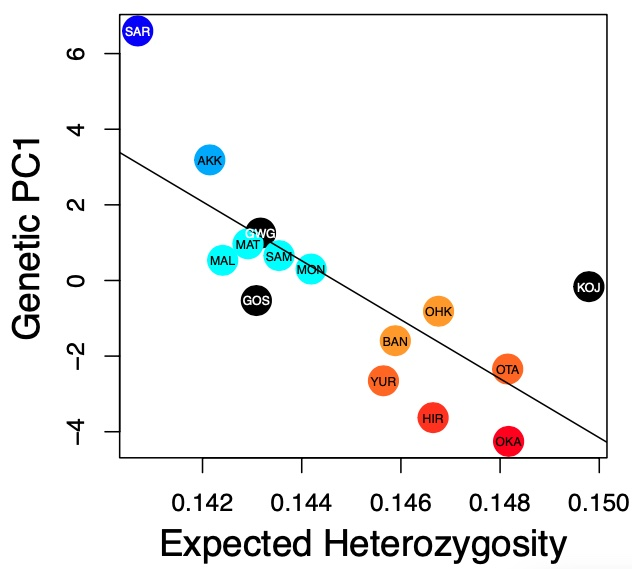 SAR
6
AKK
4
2
GWG
MAT
SAM
MAL
MON
0
GOS
KOJ
OHK
BAN
−2
OTA
YUR
HIR
−4
OKA
Genetic PC1
0.142 0.144 0.146 0.148 0.150
Expected Heterozygosity